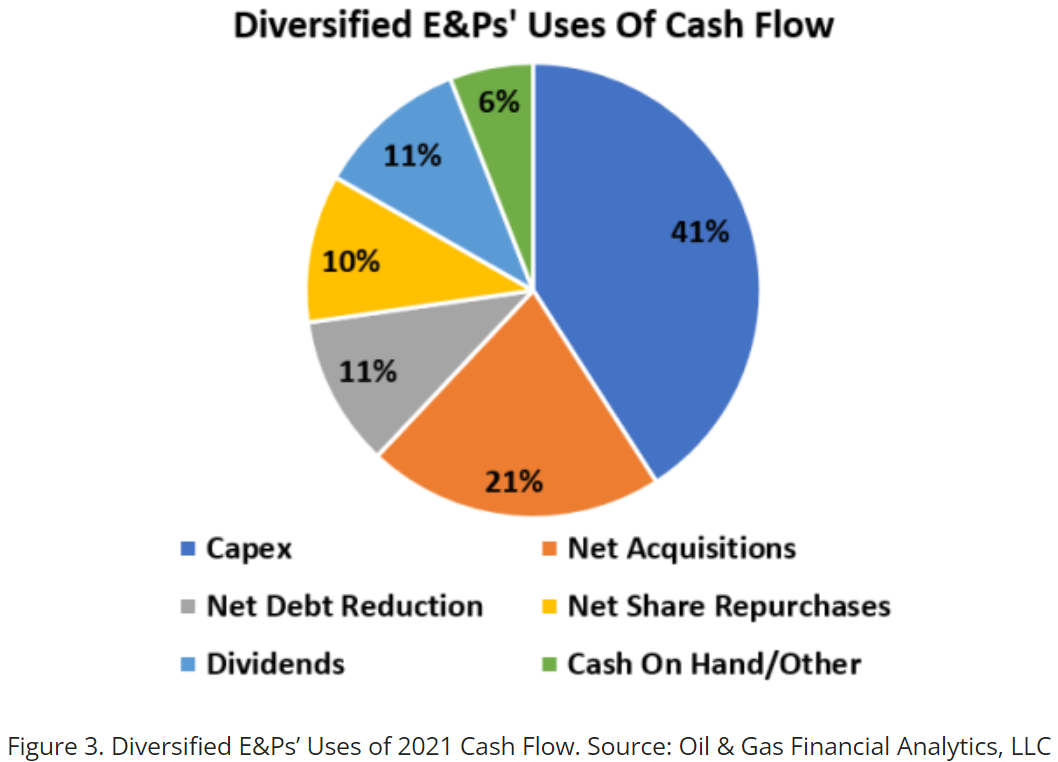 Diversified E&Ps' Uses Of Cash Flow
6%
11%
41%
10%
11%
21%
Capex
Net Acquisitions
Net Debt Reduction
Net Share Repurchases
Dividends
Cash On Hand/Other
Figure 3. Diversified E&Ps’ Uses of 2021 Cash Flow. Source: Oil & Gas Financial Analytics, LLC